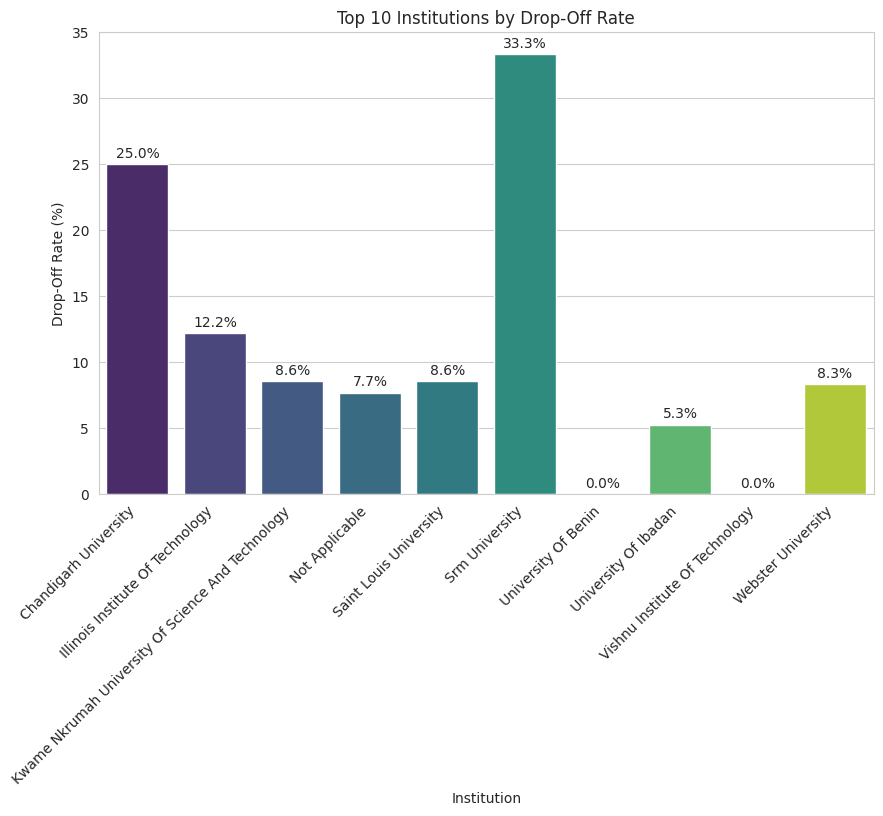 Top 10 Institutions by Drop-Off Rate
Drop-Off Rate (%)
35
30
25
20
15
10
5
0
25.0%
12.2%
8.6%
7.7%
8.6%
33.3%
0.0%
5.3%
0.0%
8.3%
Chandigarh University
Illinois Institute Of Technology
Kwame Nkrumah University Of Science And Technology
Not Applicable
Saint Louis University
Srm University
University Of Benin
University Of Ibadan
Vishnu Institute Of Technology
Webster University
Institution